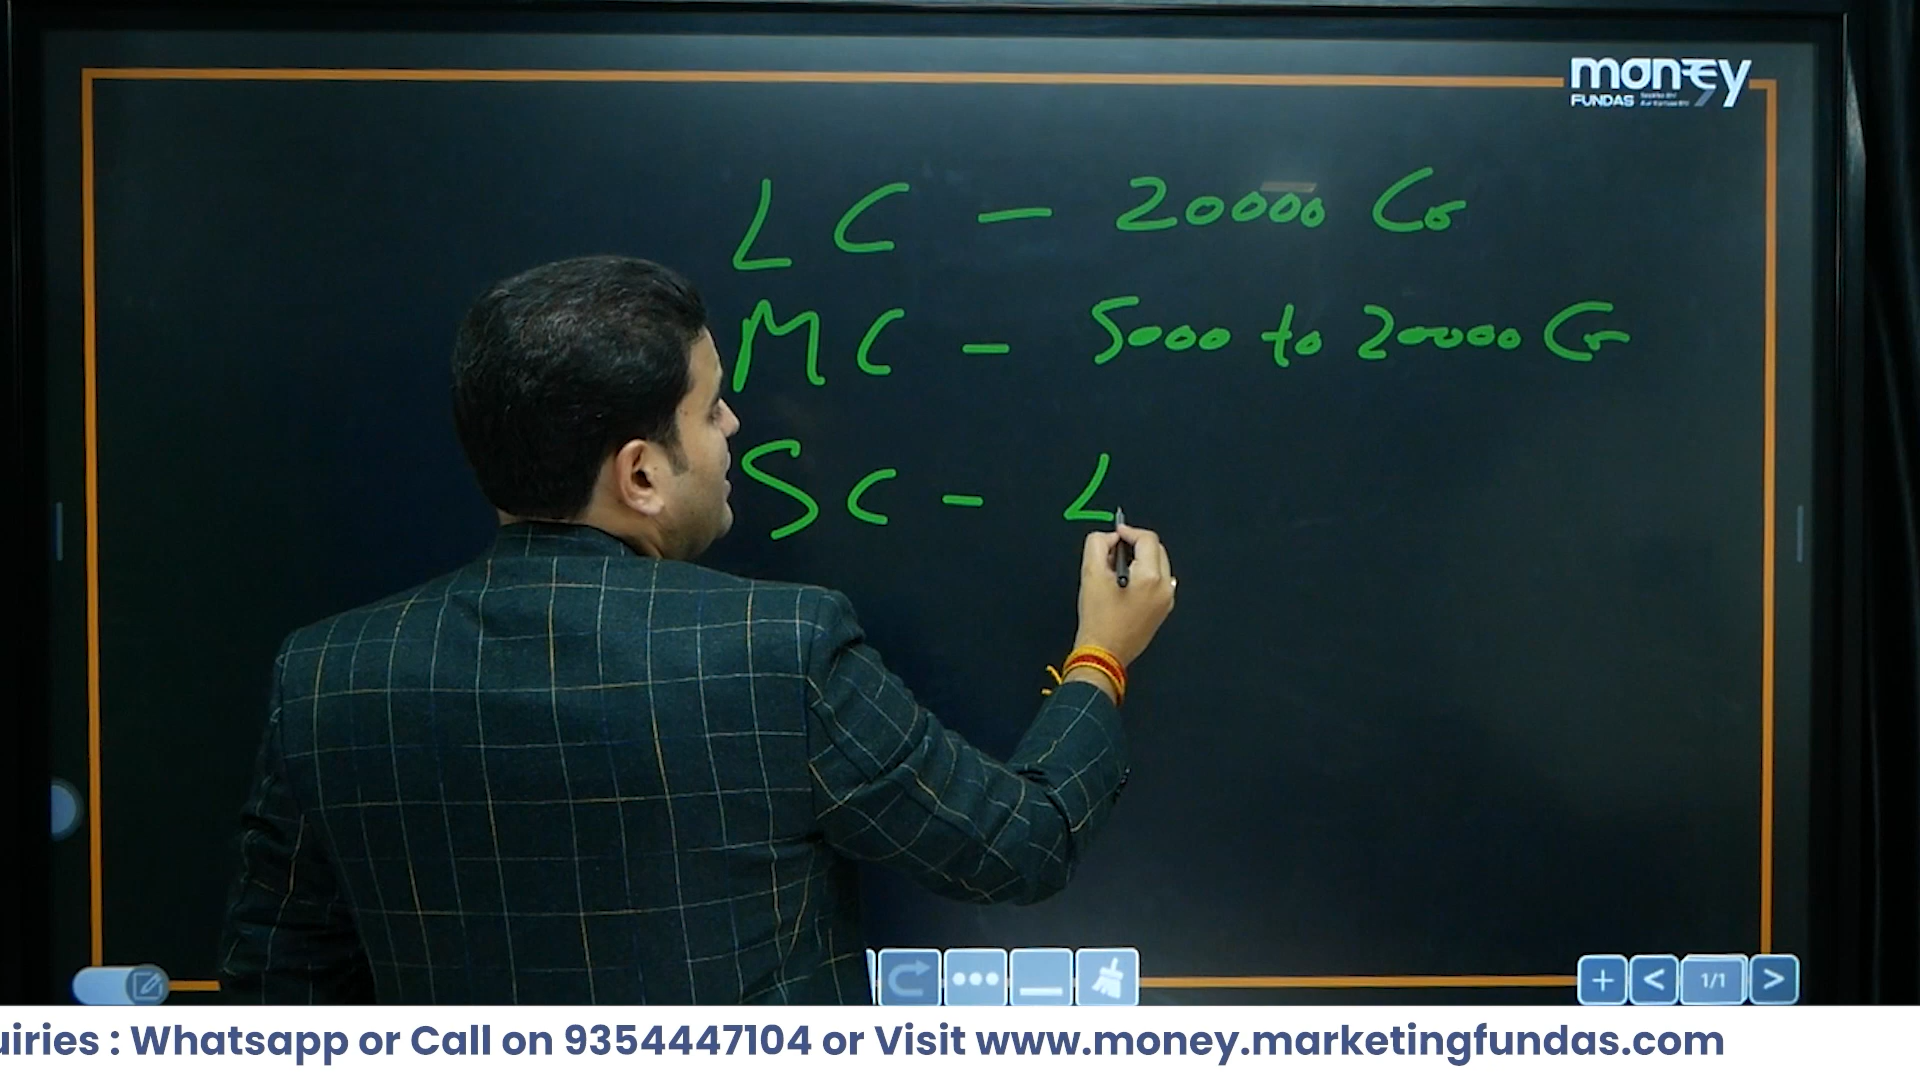 money
FUNDAS
LC - 20000 Cr
MC - 5000 to 20000 Cr
SC - L
1/1
uiries : Whatsapp or Call on 9354447104 or Visit www.money.marketingfundas.com